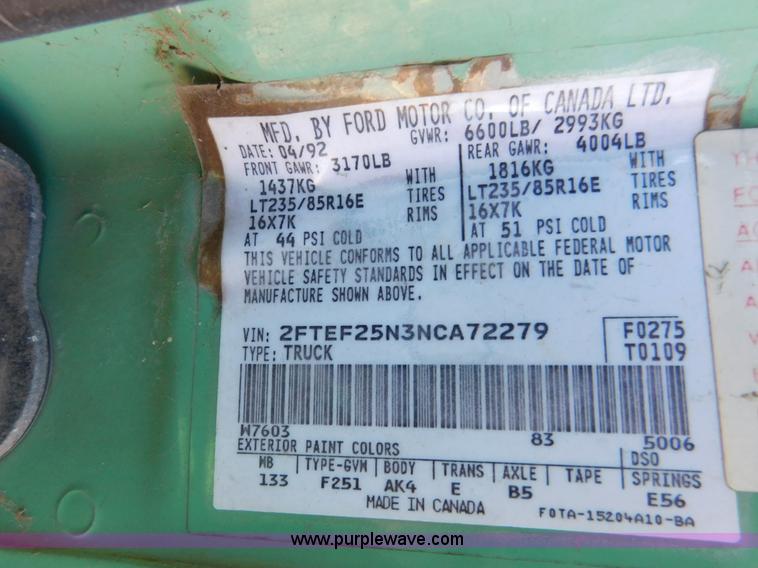 MFD. BY FORD MOTOR CO. OF CANADA LTD.
DATE: 04/92 GVWR: 6600LB/ 2993KG
FRONT GAWR: 3170LB REAR GAWR: 4004LB
1437KG WITH 1816KG WITH
LT235/85R16E TIRES LT235/85R16E TIRES
16X7K RIMS 16X7K RIMS
AT 44 PSI COLD AT 51 PSI COLD
THIS VEHICLE CONFORMS TO ALL APPLICABLE FEDERAL MOTOR
VEHICLE SAFETY STANDARDS IN EFFECT ON THE DATE OF
MANUFACTURE SHOWN ABOVE.
VIN: 2FTEF25N3NCA72279 F0275
TYPE: TRUCK T0109
W7603 83 5006
EXTERIOR PAINT COLORS DSO
WB TYPE-GVM BODY TRANS AXLE TAPE SPRINGS
133 F251 AK4 E B5 E56
MADE IN CANADA F0TA-15204A10-BA
www.purplewave.com